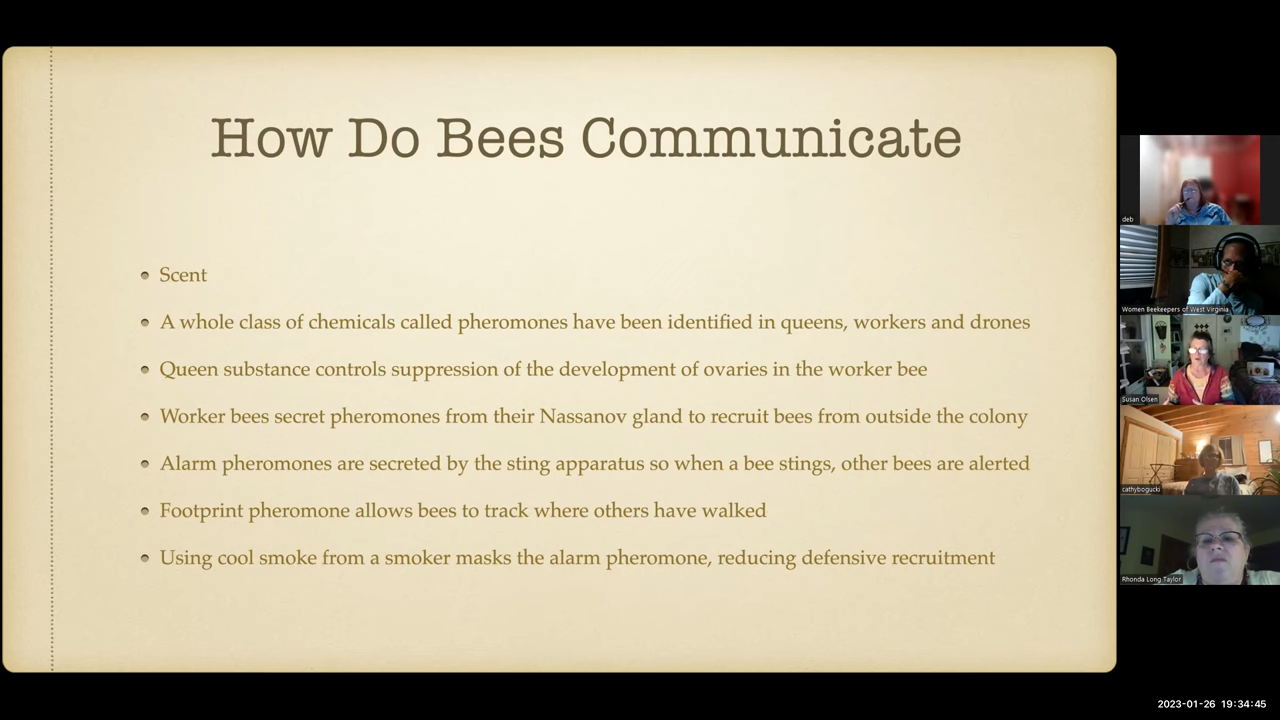 How Do Bees Communicate
Scent
A whole class of chemicals called pheromones have been identified in queens, workers and drones
Queen substance controls suppression of the development of ovaries in the worker bee
Worker bees secret pheromones from their Nassanov gland to recruit bees from outside the colony
Alarm pheromones are secreted by the sting apparatus so when a bee stings, other bees are alerted
Footprint pheromone allows bees to track where others have walked
Using cool smoke from a smoker masks the alarm pheromone, reducing defensive recruitment
deb
Women Beekeepers of West Virginia
Susan Olsen
cathybogucki
Rhonda Long Taylor
2023-01-26 19:34:45